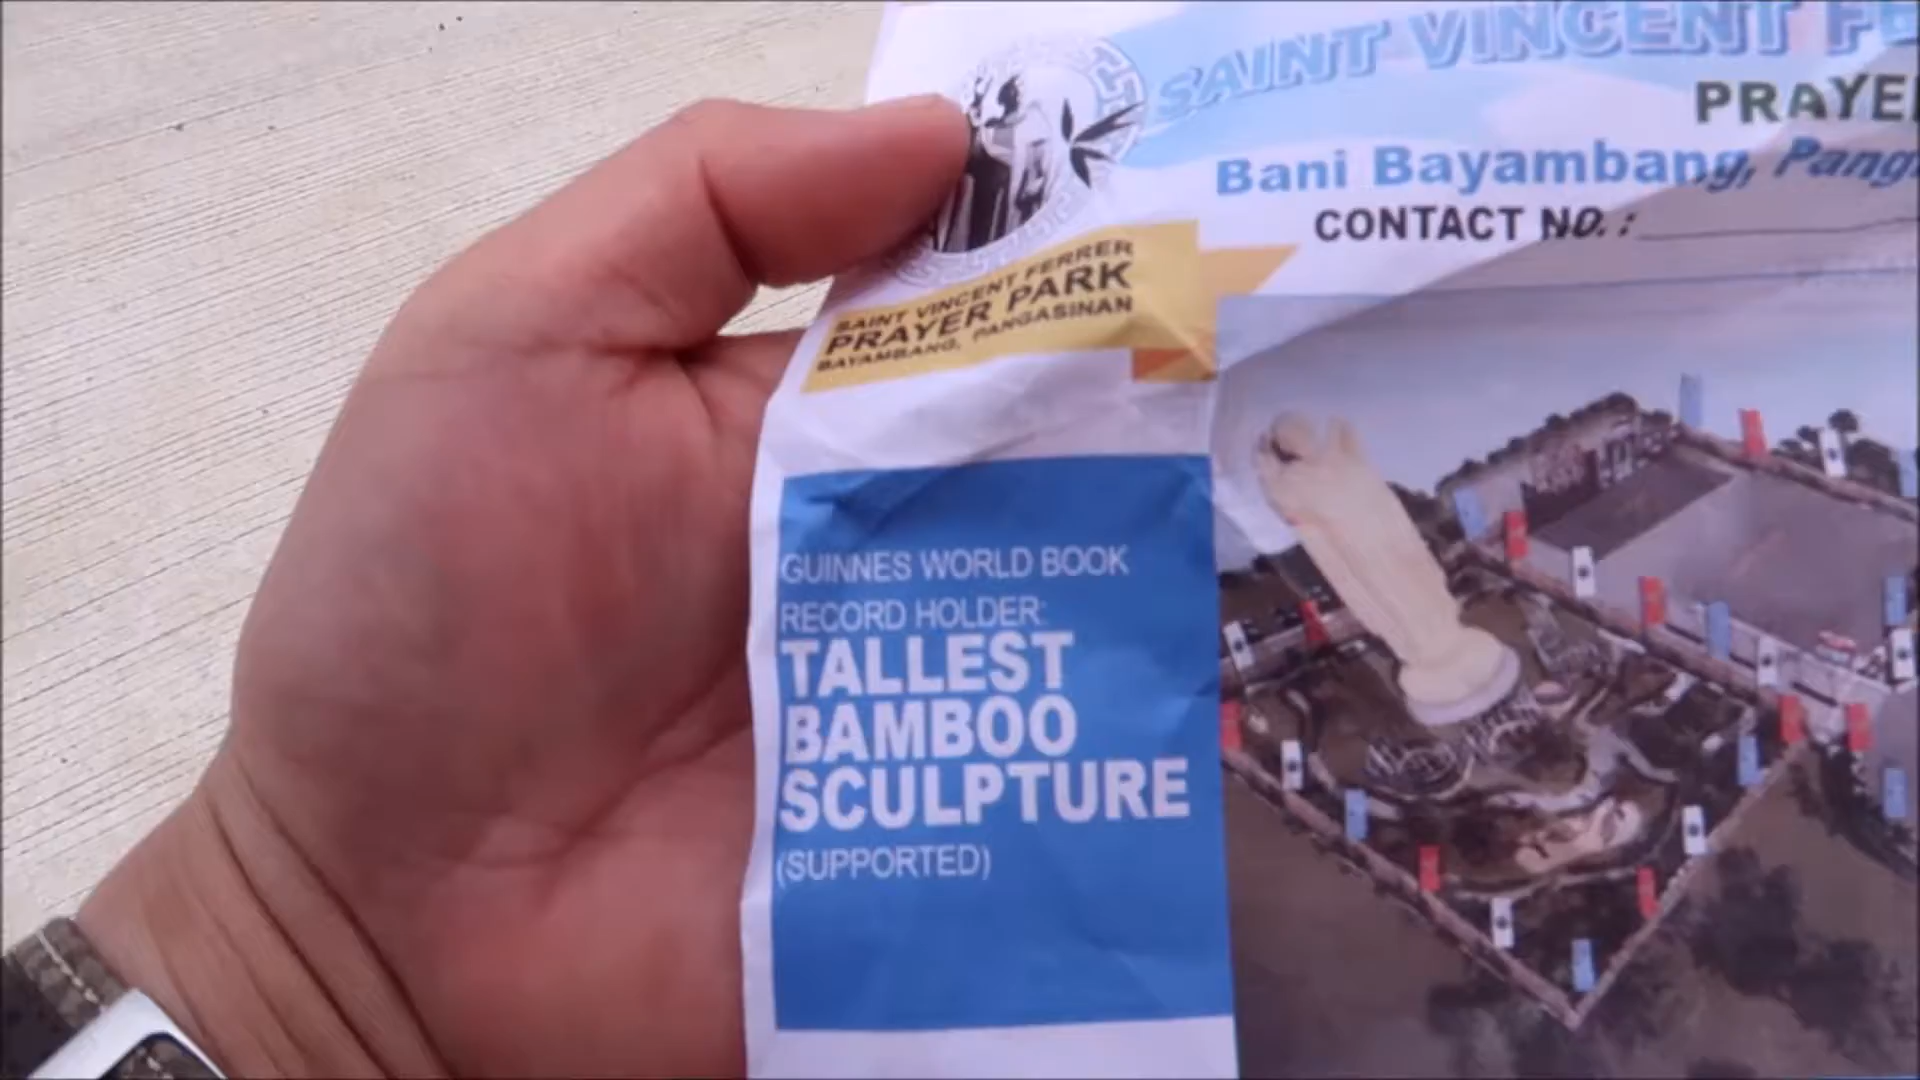 SAINT VINCENT
PRAYE
Bani Bayambang,
CONTACT NO.:
SAINT VINCENT FERRER
PRAYER PARK
BAYAMBANG, PANGASINAN
GUINNES WORLD BOOK
RECORD HOLDER:
TALLEST
BAMBOO
SCULPTURE
(SUPPORTED)